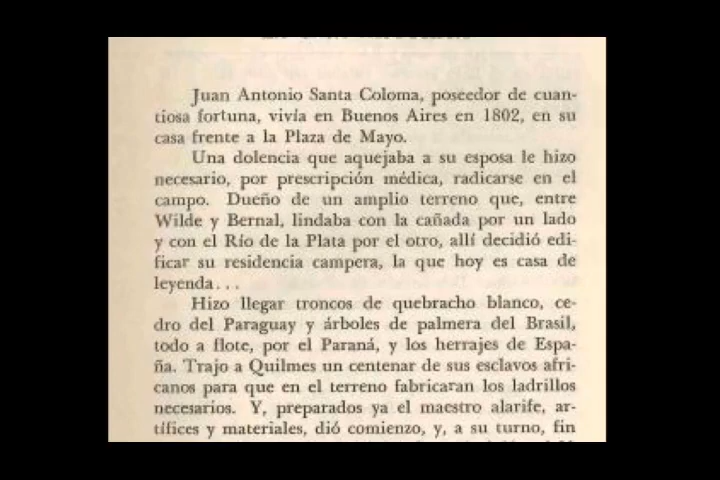 Juan Antonio Santa Coloma, poseedor de cuan-
tiosa fortuna, vivía en Buenos Aires en 1802, en su
casa frente a la Plaza de Mayo.
Una dolencia que aquejaba a su esposa le hizo
necesario, por prescripción médica, radicarse en el
campo. Dueño de un amplio terreno que, entre
Wilde y Bernal, lindaba con la cañada por un lado
y con el Río de la Plata por el otro, allí decidió edi-
ficar su residencia campera, la que hoy es casa de
leyenda...
Hizo llegar troncos de quebracho blanco, ce-
dro del Paraguay y árboles de palmera del Brasil,
todo a flote, por el Paraná, y los herrajes de Espa-
ña. Trajo a Quilmes un centenar de sus esclavos afri-
canos para que en el terreno fabricaran los ladrillos
necesarios. Y, preparados ya el maestro alarife, ar-
tífices y materiales, dió comienzo, y, a su turno, fin